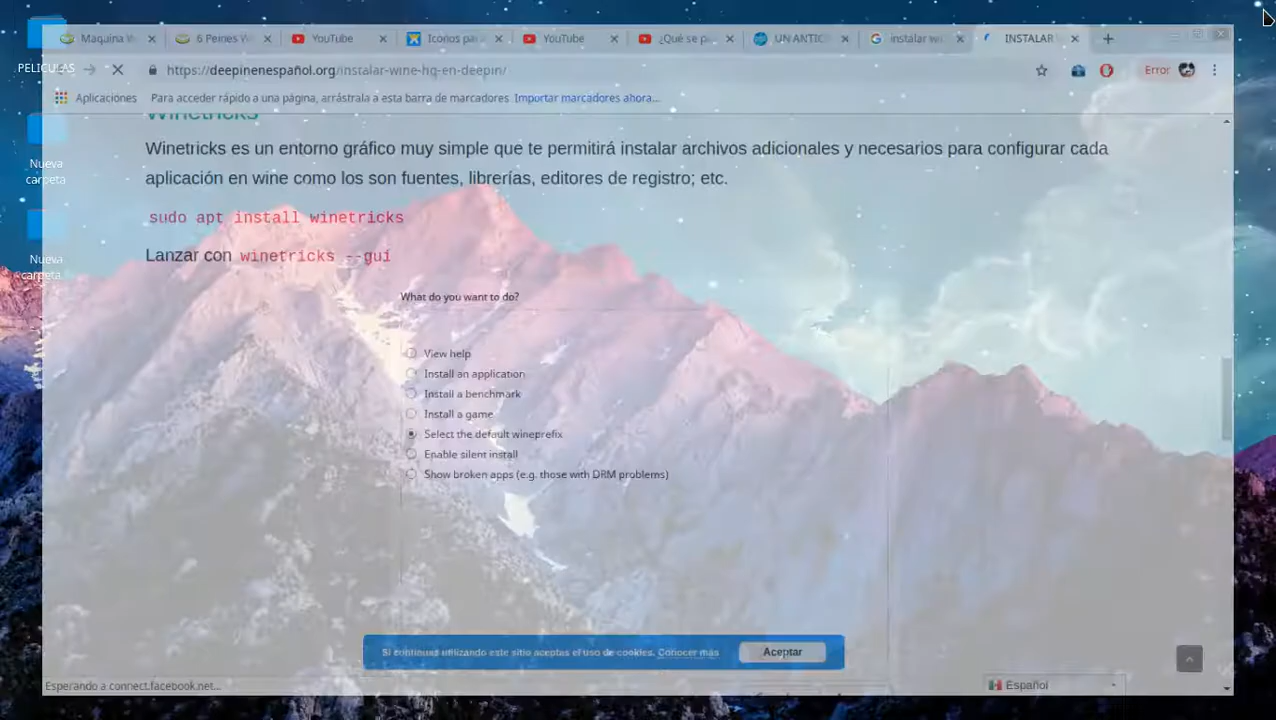 Maquina W
6 Peines W
YouTube
Iconos par
YouTube
¿Qué se p
UN ANTIC
instalar wi
INSTALAR
PELICULAS
https://deepinenespañol.org/instalar-wine-hq-en-deepin/
Error
Aplicaciones
Para acceder rápido a una página, arrástrala a esta barra de marcadores. Importar marcadores ahora...
Winetricks
Winetricks es un entorno gráfico muy simple que te permitirá instalar archivos adicionales y necesarios para configurar cada
aplicación en wine como los son fuentes, librerías, editores de registro; etc.
Nueva
carpeta
sudo apt install winetricks
Lanzar con winetricks --gui
Nueva
carpeta
What do you want to do?
View help
Install an application
Install a benchmark
Install a game
Select the default wineprefix
Enable silent install
Show broken apps (e.g. those with DRM problems)
Si continuas utilizando este sitio aceptas el uso de cookies. Conocer más
Aceptar
Esperando a connect.facebook.net...
Español